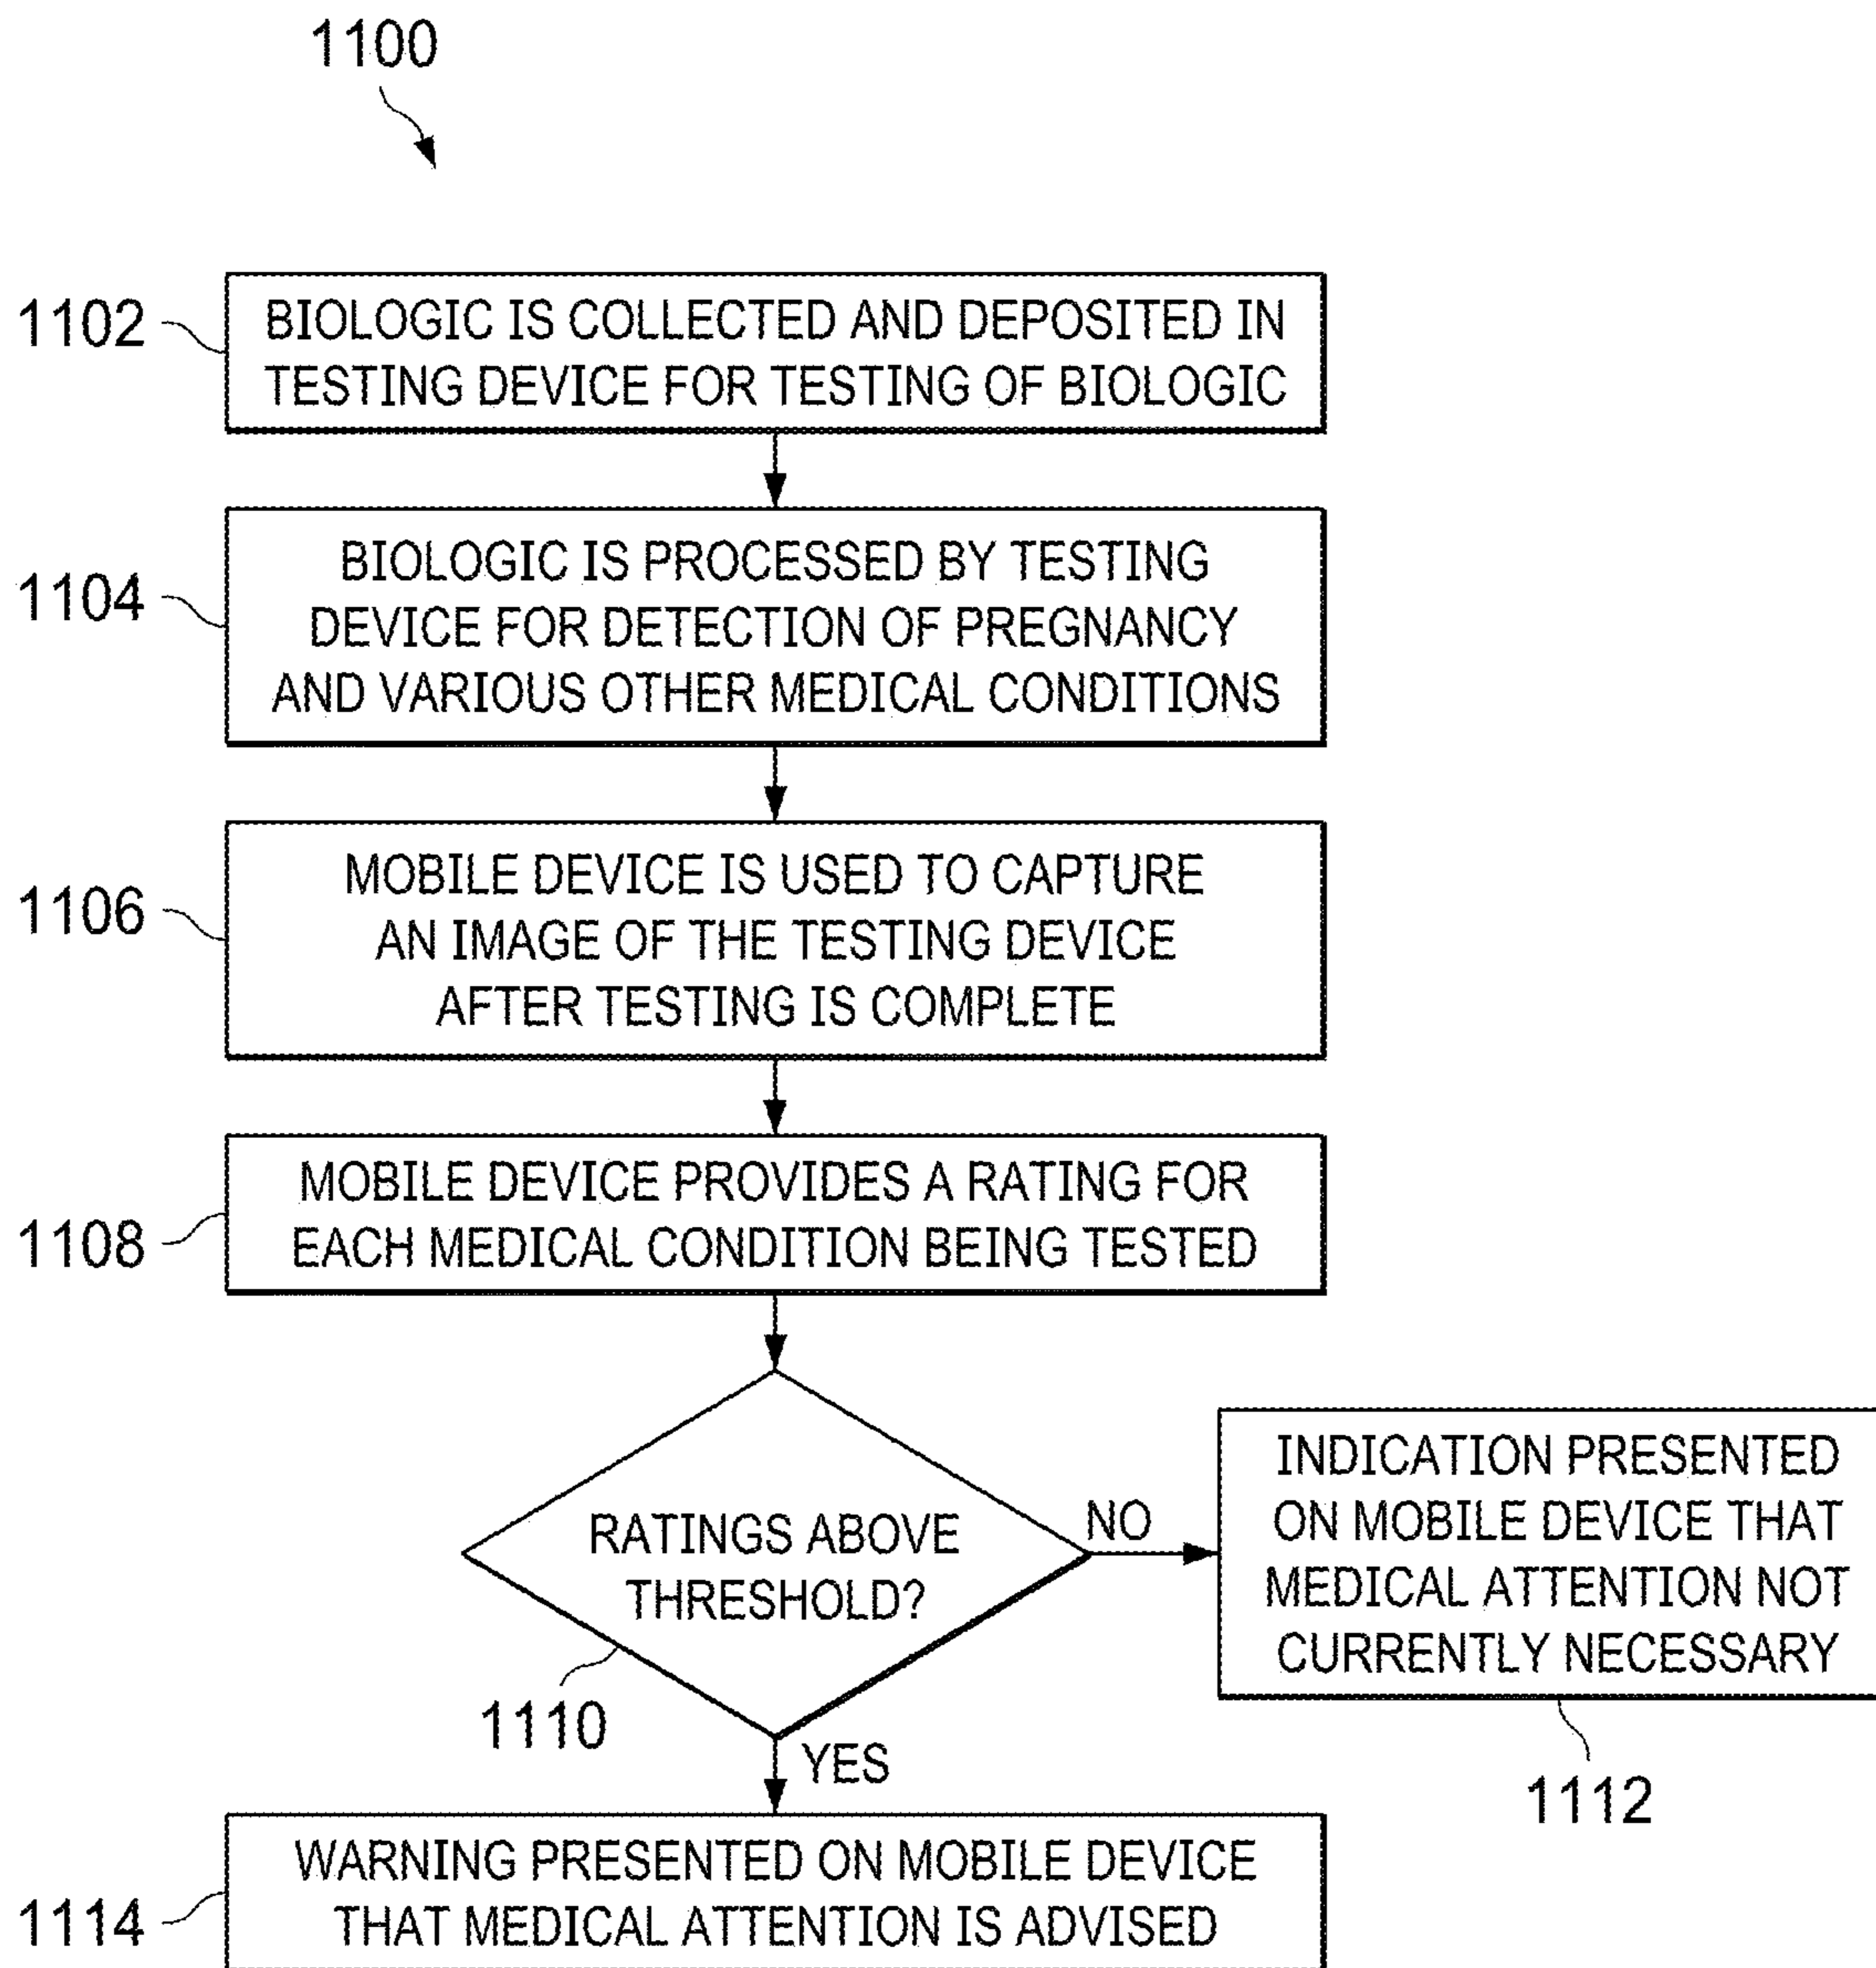 1100
1102
BIOLOGIC IS COLLECTED AND DEPOSITED IN
TESTING DEVICE FOR TESTING OF BIOLOGIC
1104
BIOLOGIC IS PROCESSED BY TESTING
DEVICE FOR DETECTION OF PREGNANCY
AND VARIOUS OTHER MEDICAL CONDITIONS
1106
MOBILE DEVICE IS USED TO CAPTURE
AN IMAGE OF THE TESTING DEVICE
AFTER TESTING IS COMPLETE
1108
MOBILE DEVICE PROVIDES A RATING FOR
EACH MEDICAL CONDITION BEING TESTED
RATINGS ABOVE
THRESHOLD?
1110
NO
INDICATION PRESENTED
ON MOBILE DEVICE THAT
MEDICAL ATTENTION NOT
CURRENTLY NECESSARY
1112
YES
1114
WARNING PRESENTED ON MOBILE DEVICE
THAT MEDICAL ATTENTION IS ADVISED